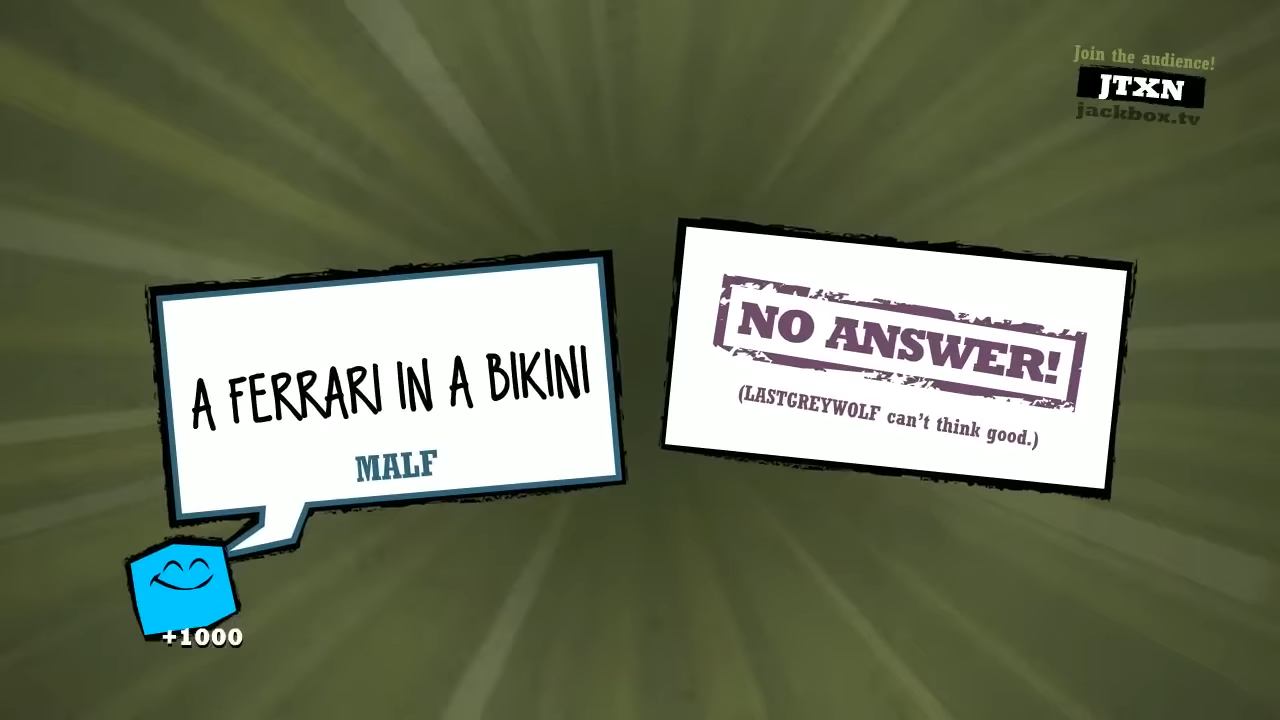 Join the audience!
JTXN
jackbox.tv
A FERRARI IN A BIKINI
MALF
NO ANSWER!
(LASTGREYWOLF can't think good.)
+1000